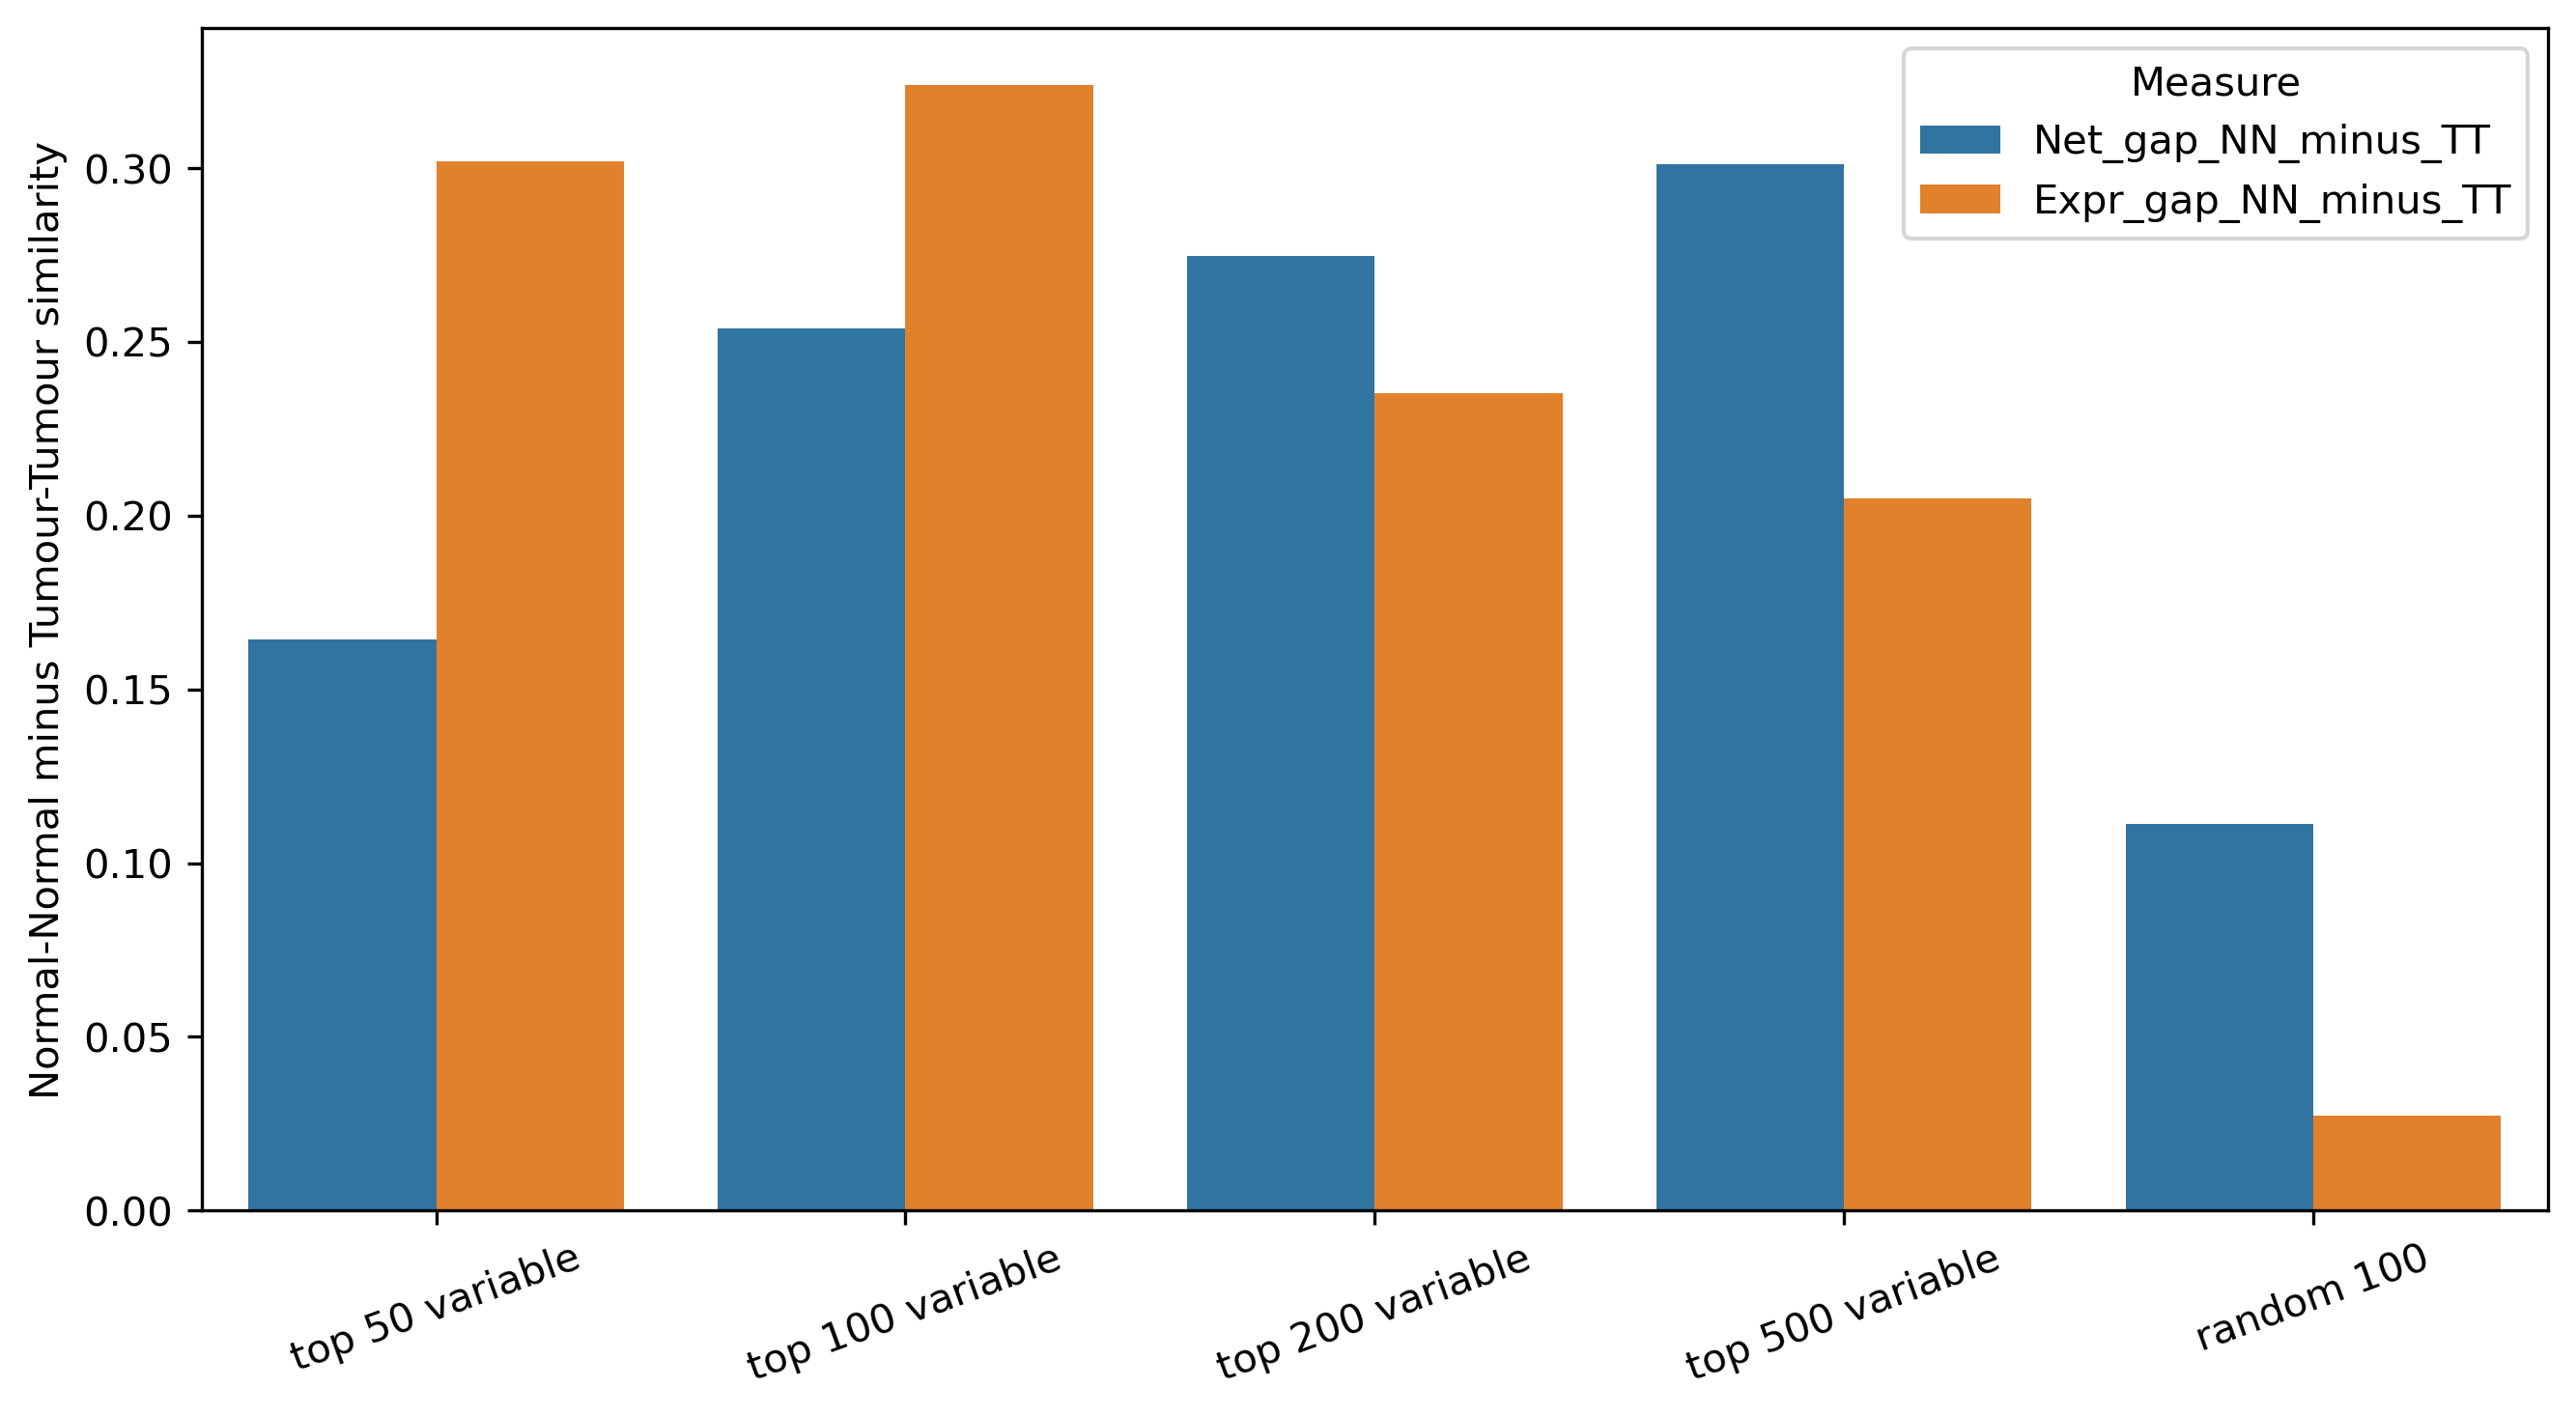 Measure
Net_gap_NN_minus_TT
Expr_gap_NN_minus_TT
Normal-Normal minus Tumour-Tumour similarity
0.30
0.25
0.20
0.15
0.10
0.05
0.00
top 50 variable
top 100 variable
top 200 variable
top 500 variable
random 100